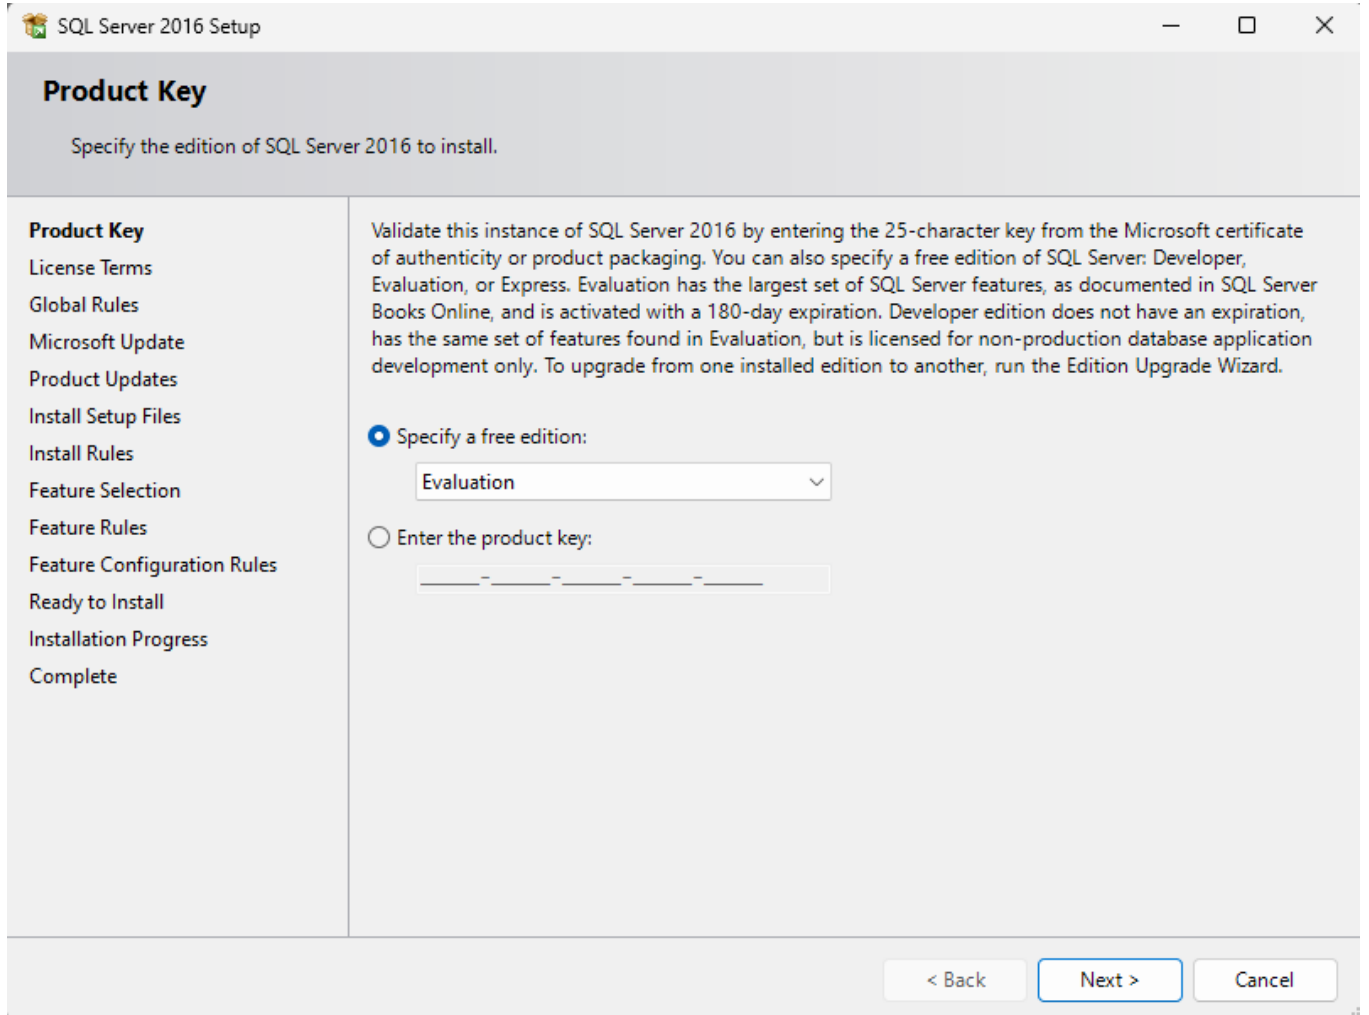 SQL Server 2016 Setup
Product Key
Specify the edition of SQL Server 2016 to install.
Product Key
License Terms
Global Rules
Microsoft Update
Product Updates
Install Setup Files
Install Rules
Feature Selection
Feature Rules
Feature Configuration Rules
Ready to Install
Installation Progress
Complete
Validate this instance of SQL Server 2016 by entering the 25-character key from the Microsoft certificate
of authenticity or product packaging. You can also specify a free edition of SQL Server: Developer,
Evaluation, or Express. Evaluation has the largest set of SQL Server features, as documented in SQL Server
Books Online, and is activated with a 180-day expiration. Developer edition does not have an expiration,
has the same set of features found in Evaluation, but is licensed for non-production database application
development only. To upgrade from one installed edition to another, run the Edition Upgrade Wizard.
Specify a free edition:
Evaluation
Enter the product key:
_____-_____-_____-_____-_____
< Back
Next >
Cancel